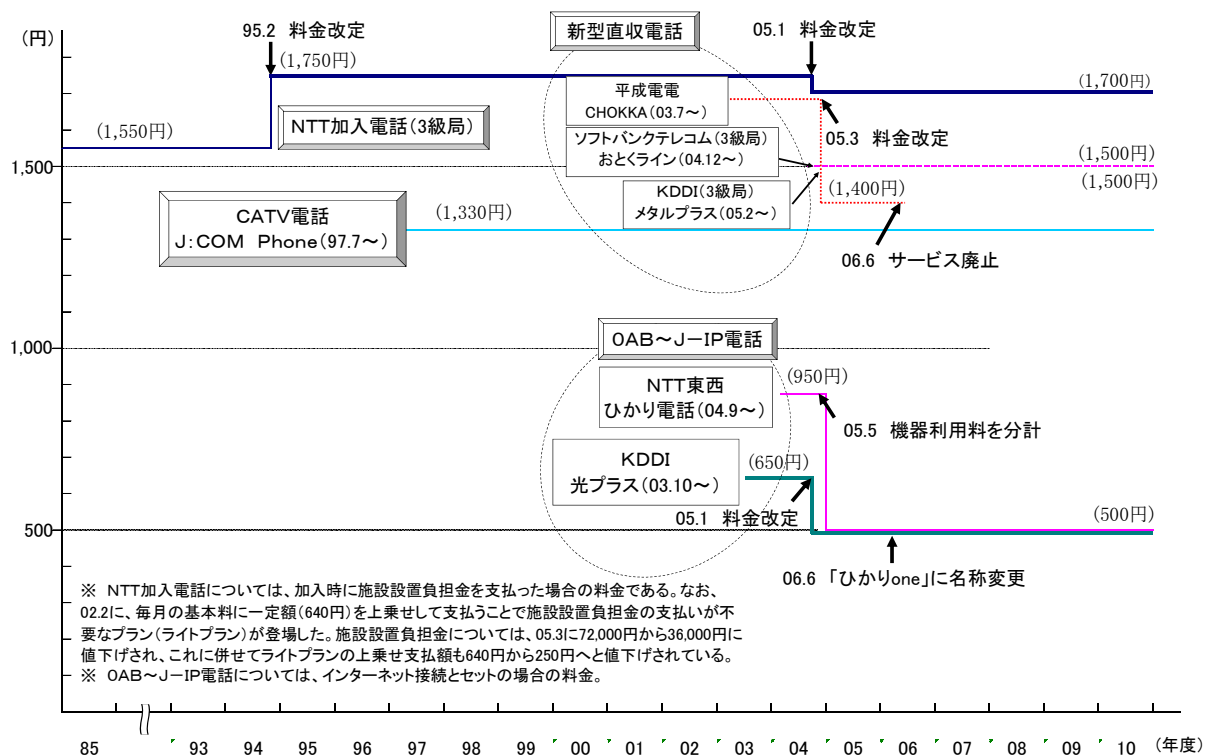 95.2 料金改定
新型直収電話
05.1 料金改定
(円)
(1,750円)
(1,700円)
平成電電
CHOKKA(03.7～)
(1,550円)
NTT加入電話(3級局)
05.3 料金改定
ソフトバンクテレコム(3級局)
おとくライン(04.12～)
(1,500円)
1,500
(1,500円)
KDDI(3級局)
メタルプラス(05.2～)
(1,400円)
CATV電話
J:COM Phone(97.7～)
(1,330円)
06.6 サービス廃止
0AB～J－IP電話
1,000
NTT東西
ひかり電話(04.9～)
(950円)
05.5 機器利用料を分計
KDDI
光プラス(03.10～)
(650円)
05.1 料金改定
(500円)
500
06.6 「ひかりone」に名称変更
※ NTT加入電話については、加入時に施設設置負担金を支払った場合の料金である。なお、
02.2に、毎月の基本料に一定額(640円)を上乗せして支払うことで施設設置負担金の支払いが不
要なプラン(ライトプラン)が登場した。施設設置負担金については、05.3に72,000円から36,000円に
値下げされ、これに併せてライトプランの上乗せ支払額も640円から250円へと値下げされている。
※ 0AB～J－IP電話については、インターネット接続とセットの場合の料金。
85 93 94 95 96 97 98 99 00 01 02 03 04 05 06 07 08 09 10 (年度)